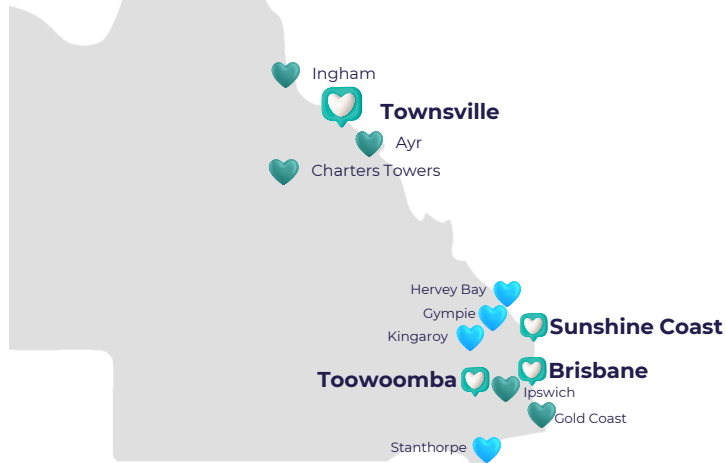 Ingham
Townsville
Ayr
Charters Towers
Hervey Bay
Gympie
Sunshine Coast
Kingaroy
Brisbane
Toowoomba
Ipswich
Gold Coast
Stanthorpe